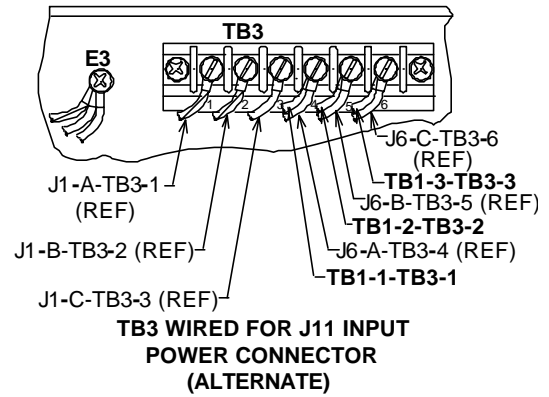 TB3
E3
1 2 3 4 5 6
J6-C-TB3-6
(REF)
J1-A-TB3-1
(REF)
TB1-3-TB3-3
J6-B-TB3-5 (REF)
TB1-2-TB3-2
J1-B-TB3-2 (REF)
J6-A-TB3-4 (REF)
TB1-1-TB3-1
J1-C-TB3-3 (REF)
TB3 WIRED FOR J11 INPUT
POWER CONNECTOR
(ALTERNATE)